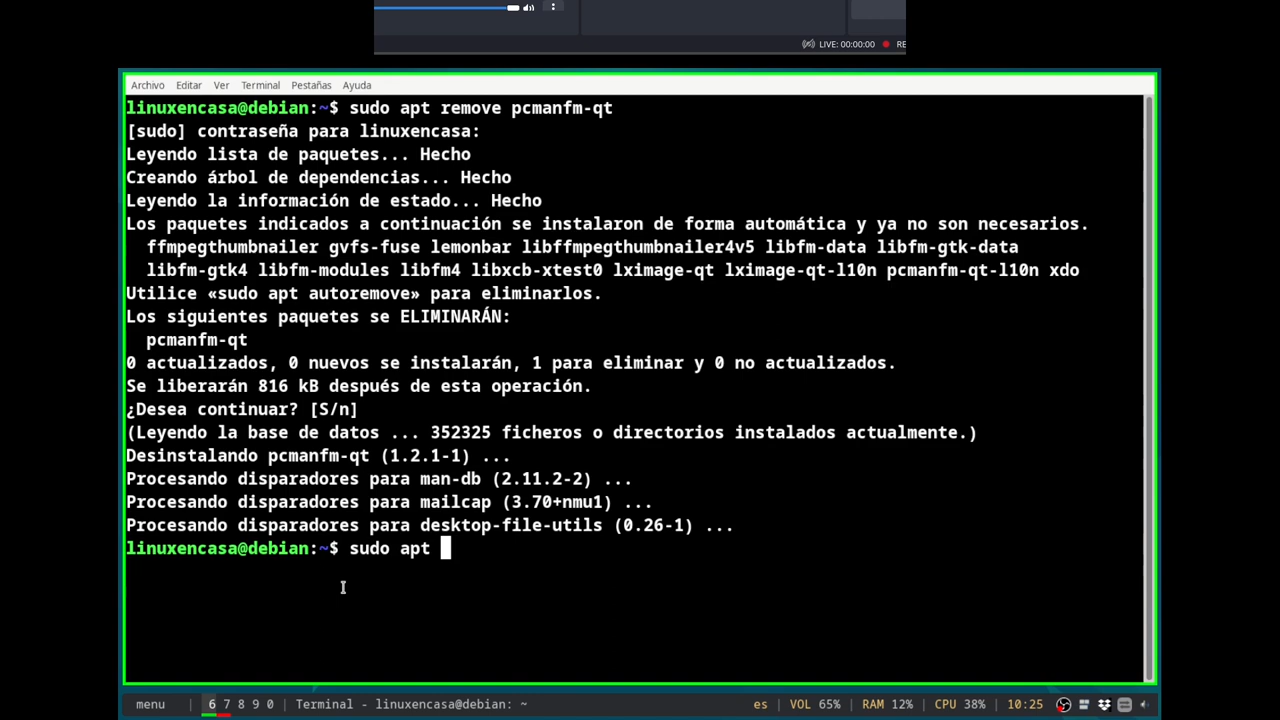 LIVE: 00:00:00 RE
Archivo Editar Ver Terminal Pestañas Ayuda
linuxencasa@debian:~$ sudo apt remove pcmanfm-qt
[sudo] contraseña para linuxencasa:
Leyendo lista de paquetes... Hecho
Creando árbol de dependencias... Hecho
Leyendo la información de estado... Hecho
Los paquetes indicados a continuación se instalaron de forma automática y ya no son necesarios.
ffmpegthumbnailer gvfs-fuse lemonbar libffmpegthumbnailer4v5 libfm-data libfm-gtk-data
libfm-gtk4 libfm-modules libfm4 libxcb-xtest0 lximage-qt lximage-qt-l10n pcmanfm-qt-l10n xdo
Utilice «sudo apt autoremove» para eliminarlos.
Los siguientes paquetes se ELIMINARÁN:
pcmanfm-qt
0 actualizados, 0 nuevos se instalarán, 1 para eliminar y 0 no actualizados.
Se liberarán 816 kB después de esta operación.
¿Desea continuar? [S/n]
(Leyendo la base de datos ... 352325 ficheros o directorios instalados actualmente.)
Desinstalando pcmanfm-qt (1.2.1-1) ...
Procesando disparadores para man-db (2.11.2-2) ...
Procesando disparadores para mailcap (3.70+nmu1) ...
Procesando disparadores para desktop-file-utils (0.26-1) ...
linuxencasa@debian:~$ sudo apt
menu | 6 7 8 9 0 | Terminal - linuxencasa@debian: ~ es | VOL 65% | RAM 12% | CPU 38% | 10:25